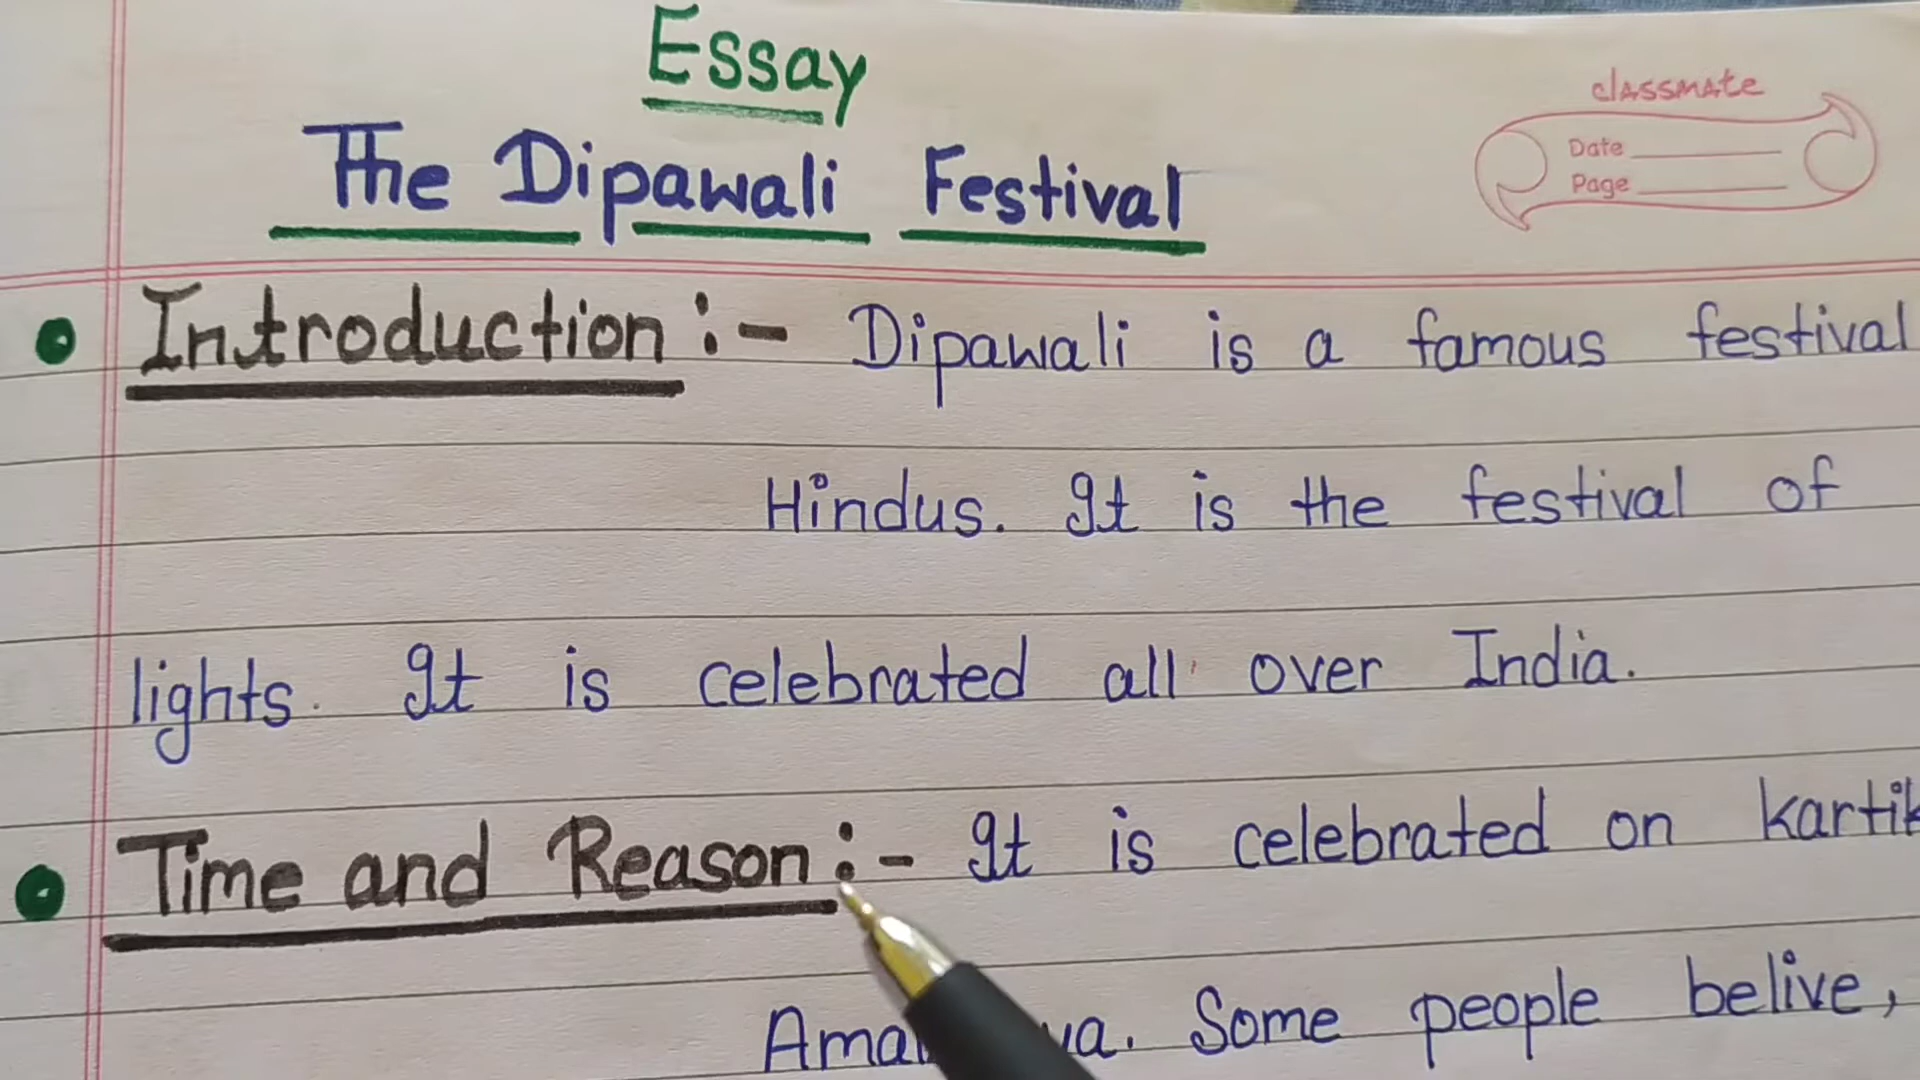 Essay
The Dipawali Festival
classmate
Date
Page
Introduction :- Dipawali is a famous festival
Hindus. It is the festival of
lights. It is celebrated all over India.
Time and Reason :- It is celebrated on kartik
Some people belive,